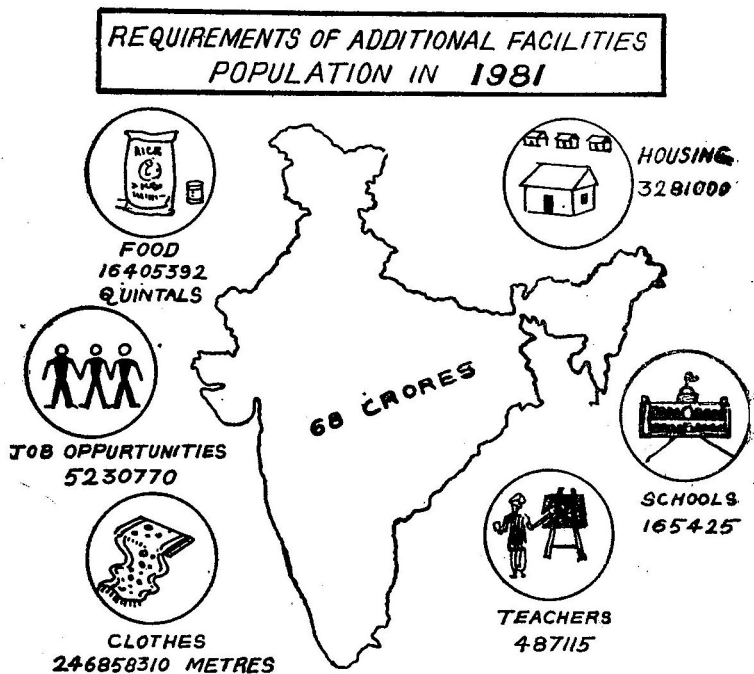 REQUIREMENTS OF ADDITIONAL FACILITIES
POPULATION IN 1981
RICE
FOOD
16405392
QUINTALS
HOUSING
3281000
68 CRORES
JOB OPPURTUNITIES
5230770
SCHOOLS
165425
CLOTHES
246858310 METRES
TEACHERS
487115